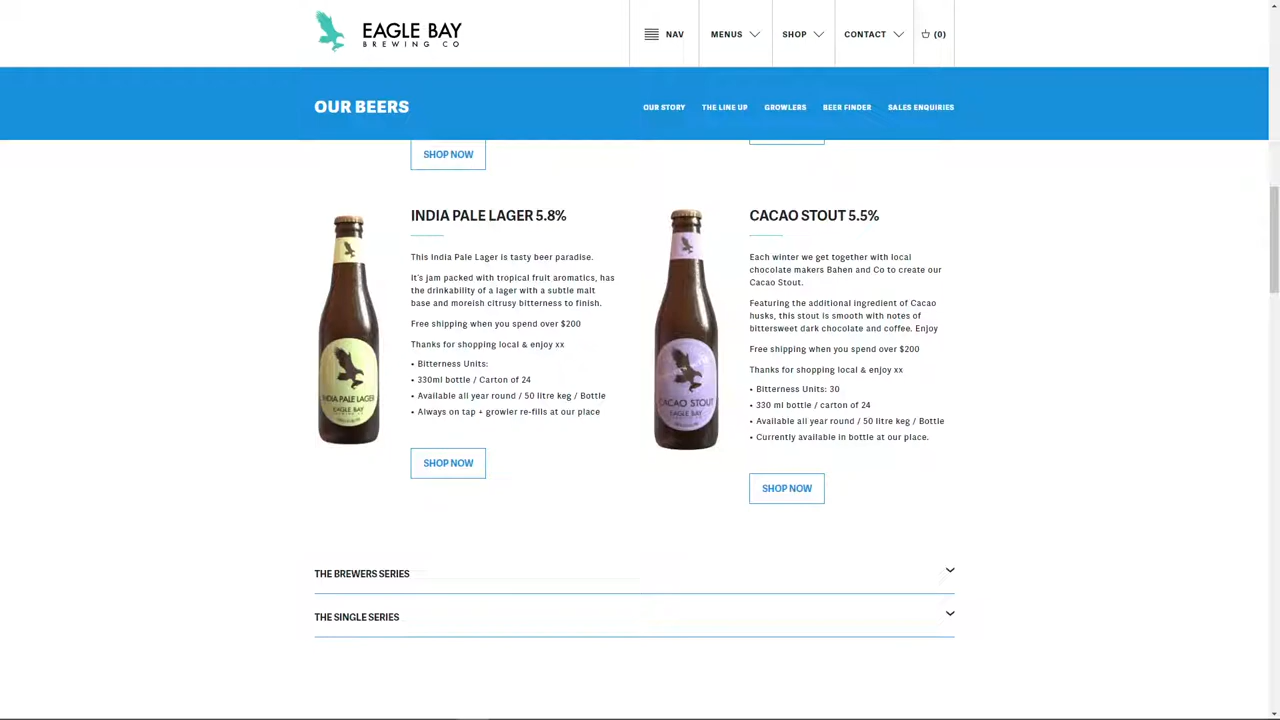 EAGLE BAY
BREWING CO
NAV
MENUS
SHOP
CONTACT
(0)
OUR BEERS
OUR STORY
THE LINE UP
GROWLERS
BEER FINDER
SALES ENQUIRIES
SHOP NOW
INDIA PALE LAGER 5.8%
This India Pale Lager is tasty beer paradise.
It's jam packed with tropical fruit aromatics, has
the drinkability of a lager with a subtle malt
base and moreish citrusy bitterness to finish.
Free shipping when you spend over $200
Thanks for shopping local & enjoy xx
• Bitterness Units:
• 330ml bottle / Carton of 24
• Available all year round / 50 litre keg / Bottle
• Always on tap + growler re-fills at our place
SHOP NOW
INDIA PALE LAGER
EAGLE BAY
CACAO STOUT 5.5%
Each winter we get together with local
chocolate makers Bahen and Co to create our
Cacao Stout.
Featuring the additional ingredient of Cacao
husks, this stout is smooth with notes of
bittersweet dark chocolate and coffee. Enjoy
Free shipping when you spend over $200
Thanks for shopping local & enjoy xx
• Bitterness Units: 30
• 330 ml bottle / carton of 24
• Available all year round / 50 litre keg / Bottle
• Currently available in bottle at our place.
SHOP NOW
CACAO STOUT
EAGLE BAY
THE BREWERS SERIES
THE SINGLE SERIES